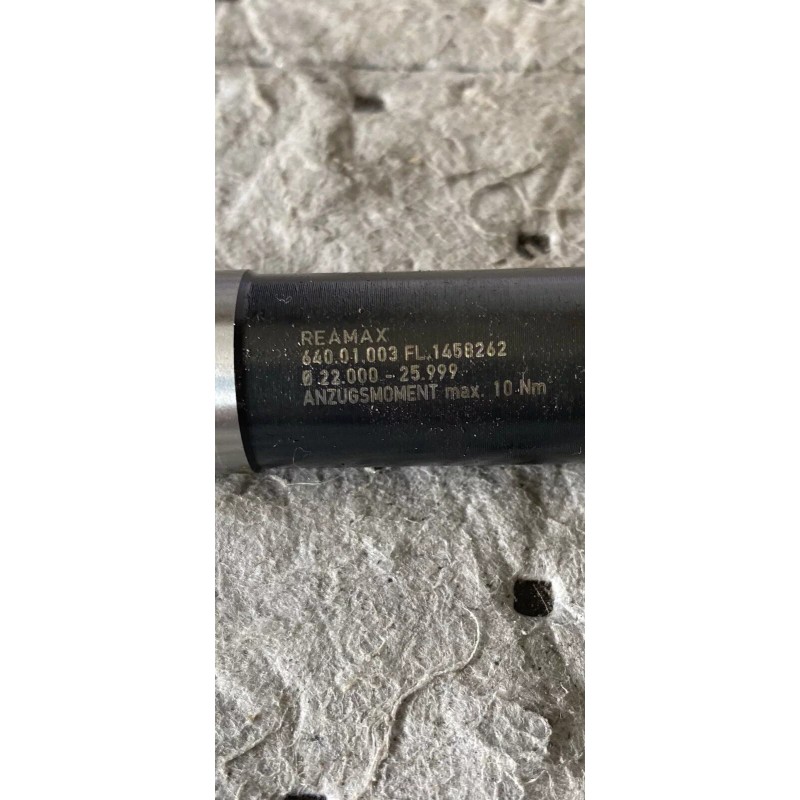 REAMAX
640.01.003 FL.1458262
Ø 22.000 - 25.999
ANZUGSMOMENT max. 10 Nm